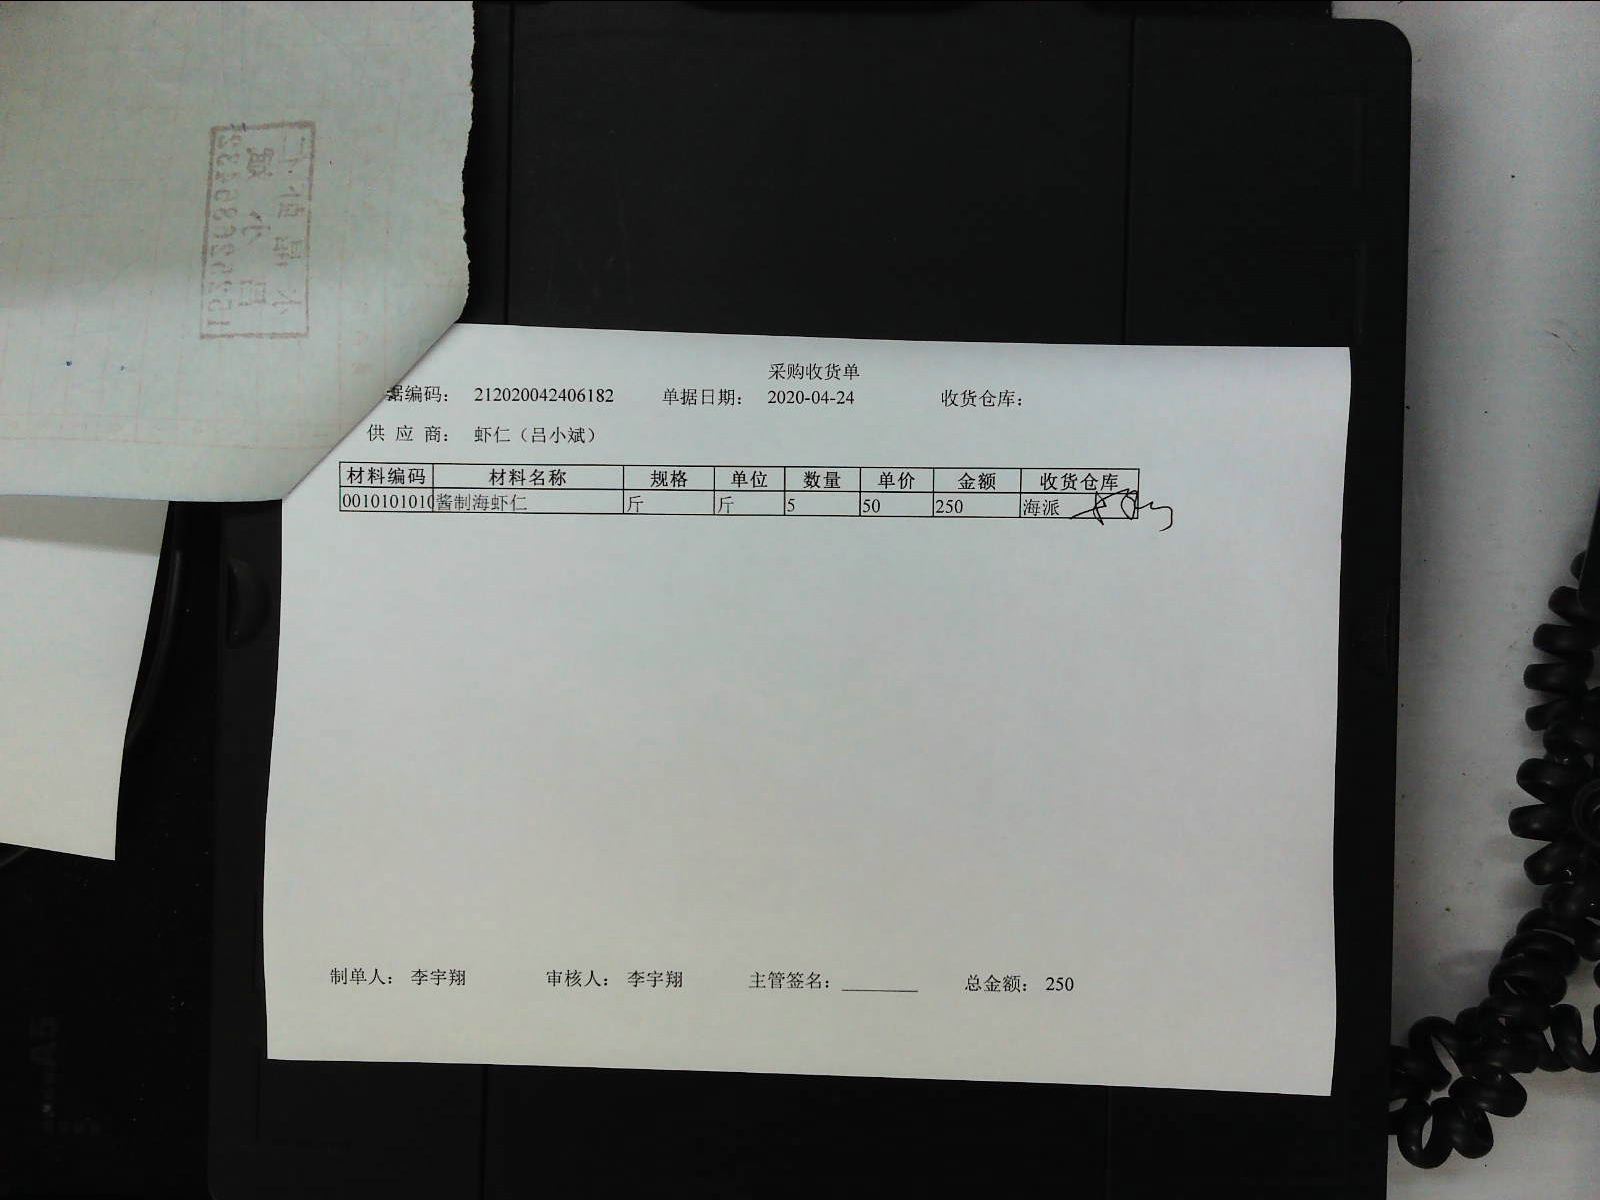 采购收货单
据编码： 212020042406182 单据日期： 2020-04-24 收货仓库：
供 应 商： 虾仁（吕小斌）
材料编码 材料名称 规格 单位 数量 单价 金额 收货仓库
0010101010 酱制海虾仁 斤 斤 5 50 250 海派
制单人： 李宇翔 审核人： 李宇翔 主管签名： ________ 总金额： 250